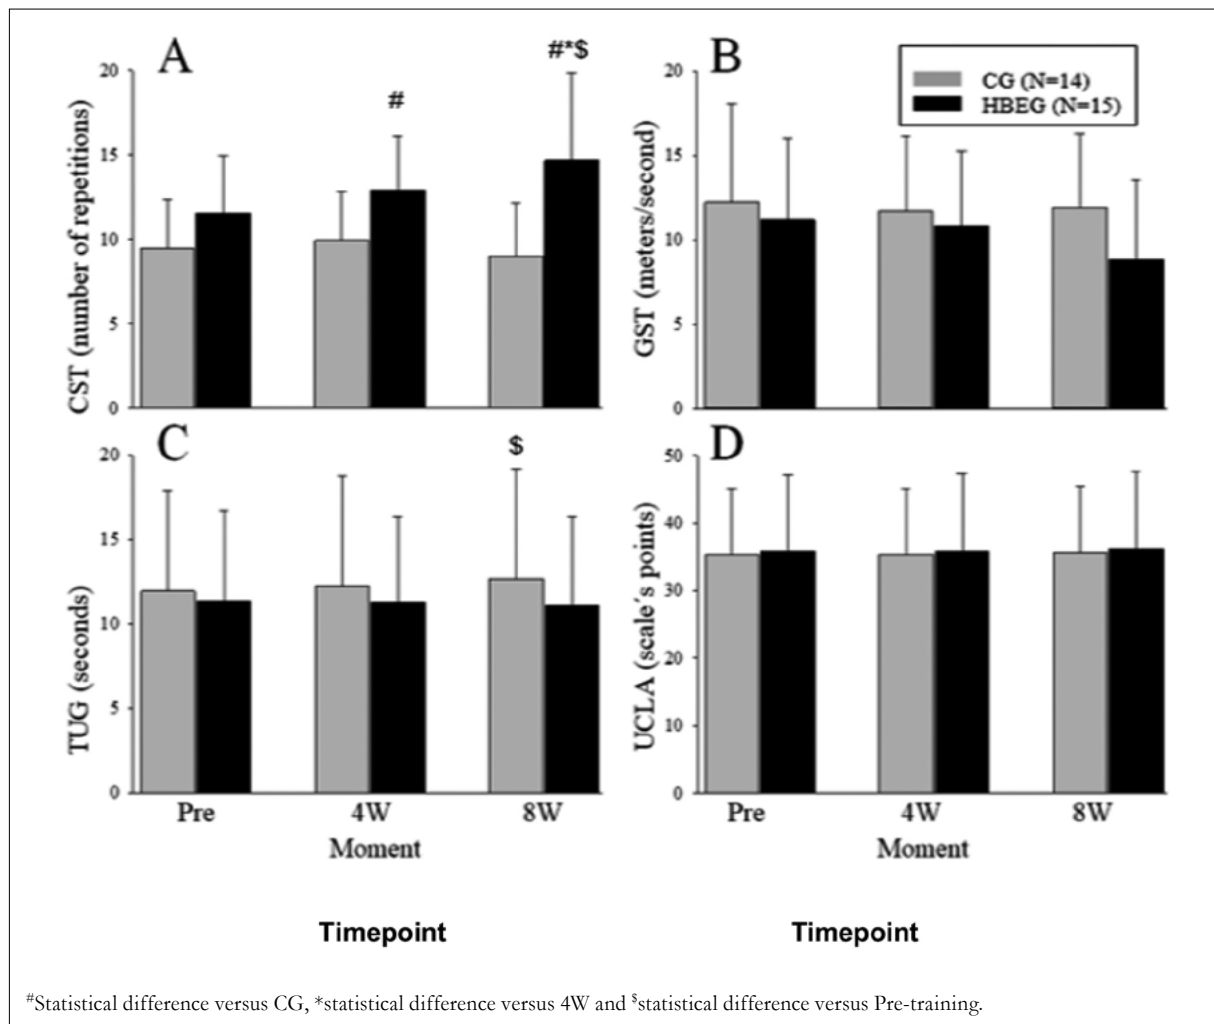 A
#
#*$
CST (number of repetitions)
20
15
10
5
0
B
CG (N=14)
HBEG (N=15)
GST (meters/second)
20
15
10
5
0
C
$
TUG (seconds)
20
15
10
5
0
Pre 4W 8W
Moment
D
UCLA (scale´s points)
50
40
30
20
10
0
Pre 4W 8W
Moment
Timepoint Timepoint
#Statistical difference versus CG, *statistical difference versus 4W and $statistical difference versus Pre-training.